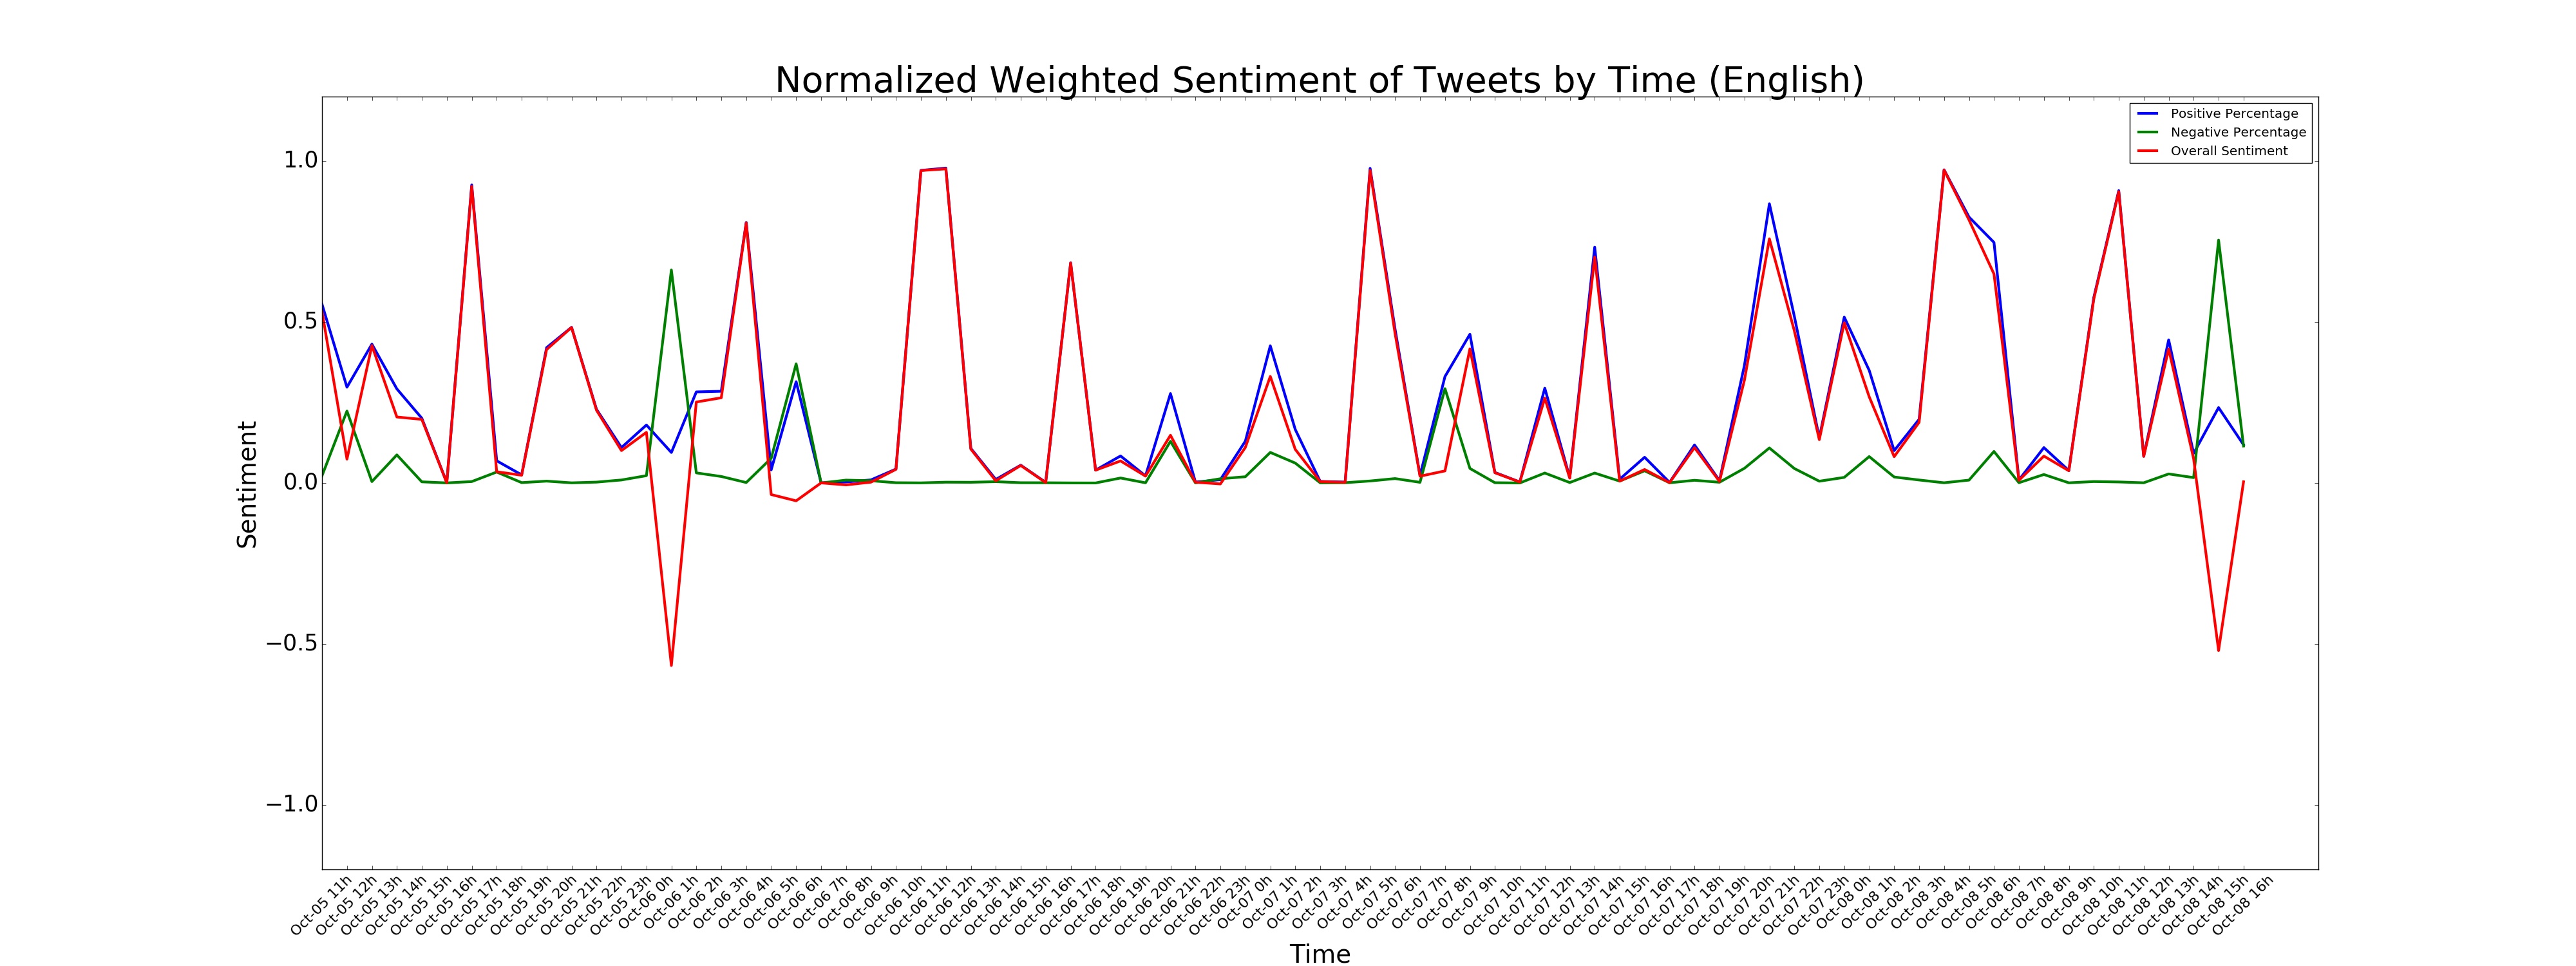 Normalized Weighted Sentiment of Tweets by Time (English)
Positive Percentage
Negative Percentage
Overall Sentiment
1.0
0.5
0.0
−0.5
−1.0
Sentiment
Oct-05 11h
Oct-05 12h
Oct-05 13h
Oct-05 14h
Oct-05 15h
Oct-05 16h
Oct-05 17h
Oct-05 18h
Oct-05 19h
Oct-05 20h
Oct-05 21h
Oct-05 22h
Oct-05 23h
Oct-06 0h
Oct-06 1h
Oct-06 2h
Oct-06 3h
Oct-06 4h
Oct-06 5h
Oct-06 6h
Oct-06 7h
Oct-06 8h
Oct-06 9h
Oct-06 10h
Oct-06 11h
Oct-06 12h
Oct-06 13h
Oct-06 14h
Oct-06 15h
Oct-06 16h
Oct-06 17h
Oct-06 18h
Oct-06 19h
Oct-06 20h
Oct-06 21h
Oct-06 22h
Oct-06 23h
Oct-07 0h
Oct-07 1h
Oct-07 2h
Oct-07 3h
Oct-07 4h
Oct-07 5h
Oct-07 6h
Oct-07 7h
Oct-07 8h
Oct-07 9h
Oct-07 10h
Oct-07 11h
Oct-07 12h
Oct-07 13h
Oct-07 14h
Oct-07 15h
Oct-07 16h
Oct-07 17h
Oct-07 18h
Oct-07 19h
Oct-07 20h
Oct-07 21h
Oct-07 22h
Oct-07 23h
Oct-08 0h
Oct-08 1h
Oct-08 2h
Oct-08 3h
Oct-08 4h
Oct-08 5h
Oct-08 6h
Oct-08 7h
Oct-08 8h
Oct-08 9h
Oct-08 10h
Oct-08 11h
Oct-08 12h
Oct-08 13h
Oct-08 14h
Oct-08 15h
Oct-08 16h
Time